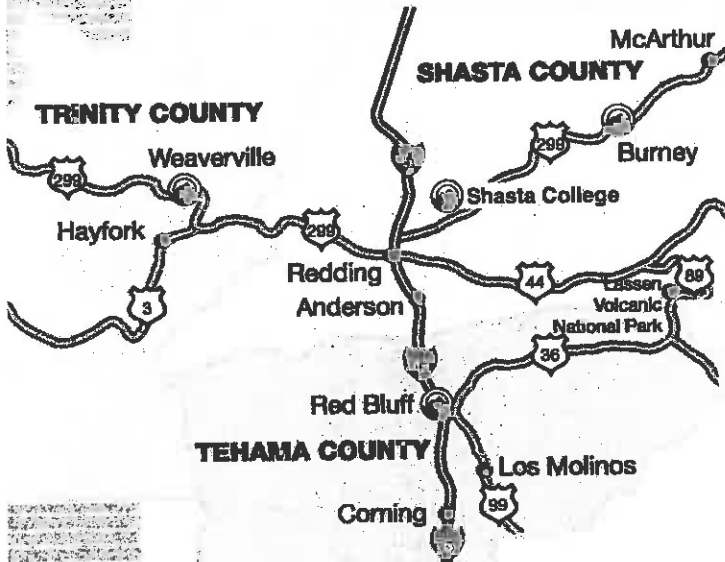 McArthur
SHASTA COUNTY
TRINITY COUNTY
299
Burney
Weaverville
299
Shasta College
Hayfork
299
Redding
44
89
Lassen
Volcanic
National Park
3
Anderson
36
Red Bluff
TEHAMA COUNTY
Los Molinos
99
Corning